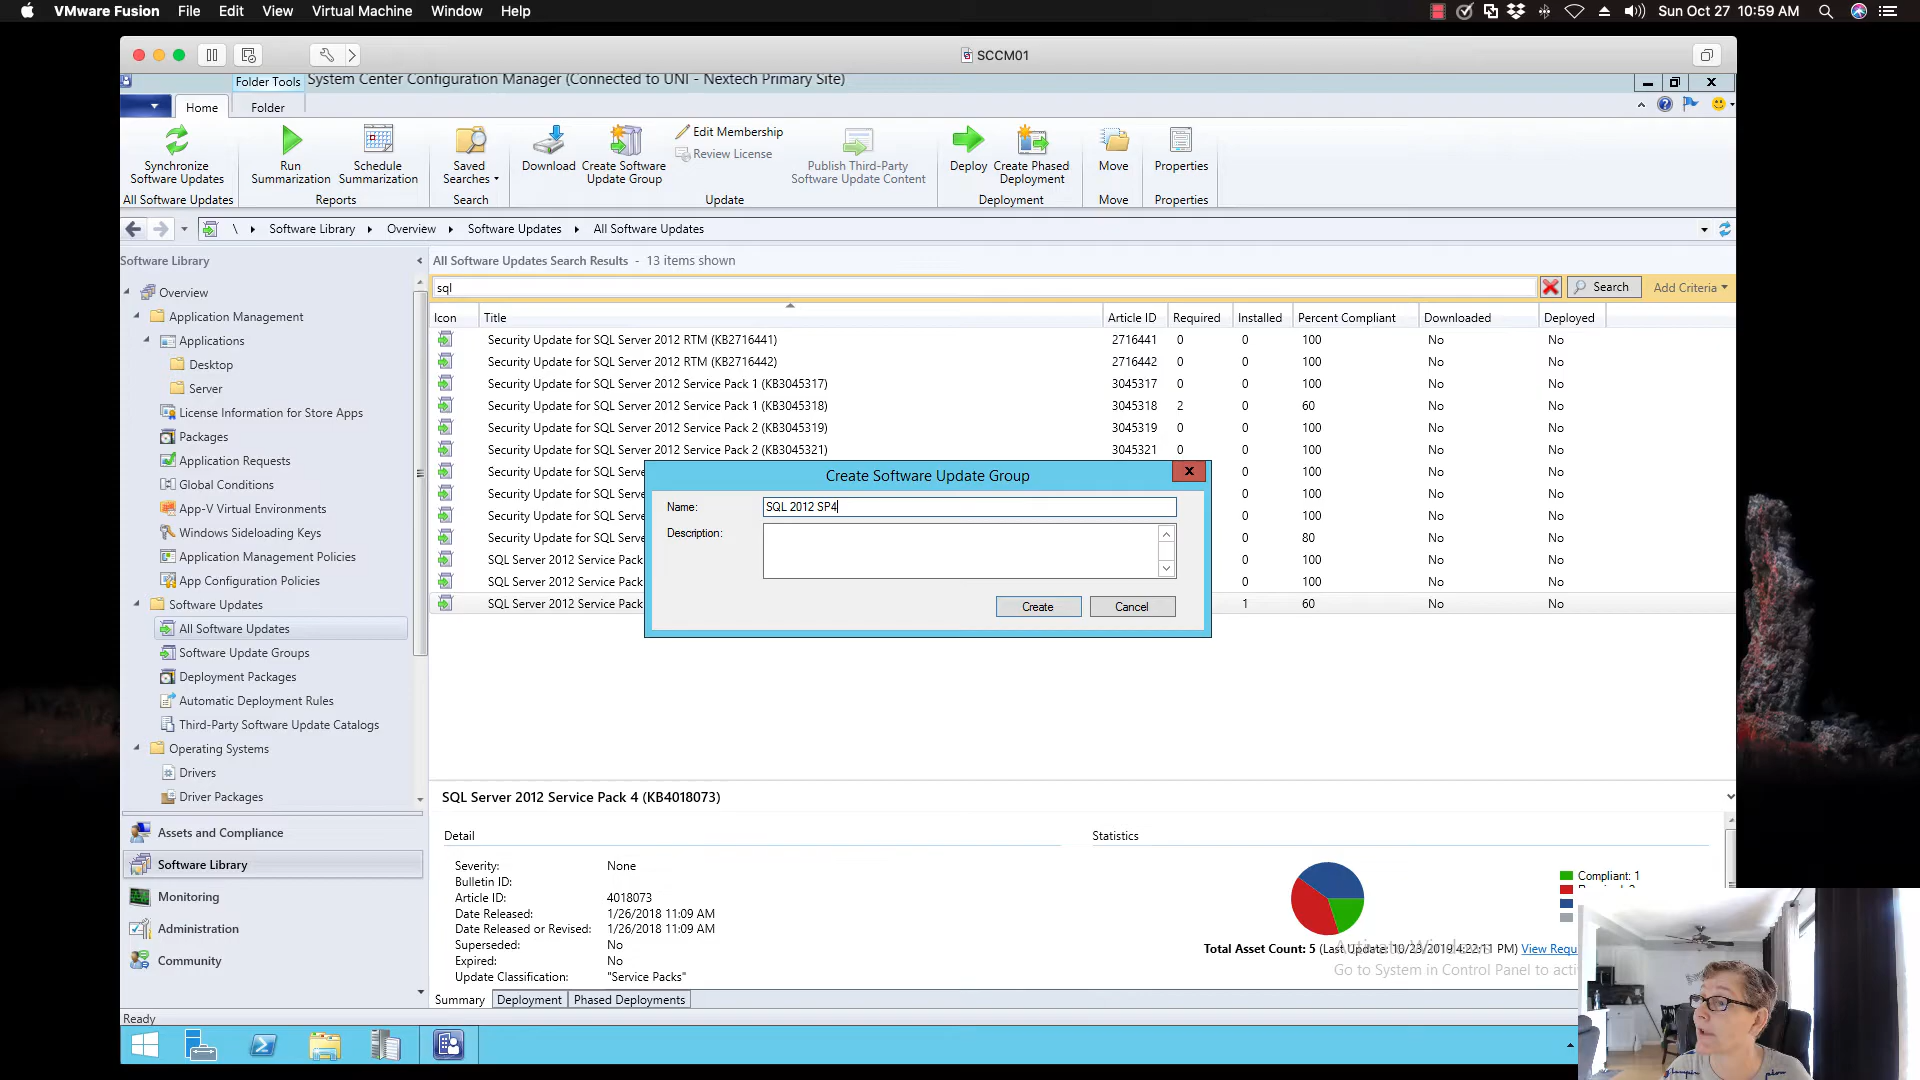 VMware Fusion File Edit View Virtual Machine Window Help Sun Oct 27 10:59 AM
SCCM01
Folder Tools System Center Configuration Manager (Connected to UNI - Nextech Primary Site)
Home Folder
Synchronize Software Updates
Run Summarization
Schedule Summarization
Saved Searches
Download
Create Software Update Group
Edit Membership
Review License
Publish Third-Party Software Update Content
Deploy
Create Phased Deployment
Move
Properties
All Software Updates Reports Search Update Deployment Move Properties
\ Overview Software Library Overview Software Updates All Software Updates
Software Library
Overview
Application Management
Applications
Desktop
Server
License Information for Store Apps
Packages
Application Requests
Global Conditions
App-V Virtual Environments
Windows Sideloading Keys
Application Management Policies
App Configuration Policies
Software Updates
All Software Updates
Software Update Groups
Deployment Packages
Automatic Deployment Rules
Third-Party Software Update Catalogs
Operating Systems
Drivers
Driver Packages
Assets and Compliance
Software Library
Monitoring
Administration
Community
Ready
All Software Updates Search Results - 13 items shown
sql Search Add Criteria
Icon Title Article ID Required Installed Percent Compliant Downloaded Deployed
Security Update for SQL Server 2012 RTM (KB2716441) 2716441 0 0 100 No No
Security Update for SQL Server 2012 RTM (KB2716442) 2716442 0 0 100 No No
Security Update for SQL Server 2012 Service Pack 1 (KB3045317) 3045317 0 0 100 No No
Security Update for SQL Server 2012 Service Pack 1 (KB3045318) 3045318 2 0 60 No No
Security Update for SQL Server 2012 Service Pack 2 (KB3045319) 3045319 0 0 100 No No
Security Update for SQL Server 2012 Service Pack 2 (KB3045321) 3045321 0 0 100 No No
Security Update for SQL Serve 0 100 No No
Security Update for SQL Serve 0 100 No No
Security Update for SQL Serve 0 100 No No
Security Update for SQL Serve 0 80 No No
SQL Server 2012 Service Pack 0 100 No No
SQL Server 2012 Service Pack 0 100 No No
SQL Server 2012 Service Pack 1 60 No No
Create Software Update Group
x
Name: SQL 2012 SP4
Description:
Create Cancel
SQL Server 2012 Service Pack 4 (KB4018073)
Detail
Severity: None
Bulletin ID:
Article ID: 4018073
Date Released: 1/26/2018 11:09 AM
Date Released or Revised: 1/26/2018 11:09 AM
Superseded: No
Expired: No
Update Classification: "Service Packs"
Statistics
Compliant: 1
Total Asset Count: 5 (Last Update: 10/23/2019 4:22:11 PM) View Requ
Activate Windows
Go to System in Control Panel to acti
Summary Deployment Phased Deployments